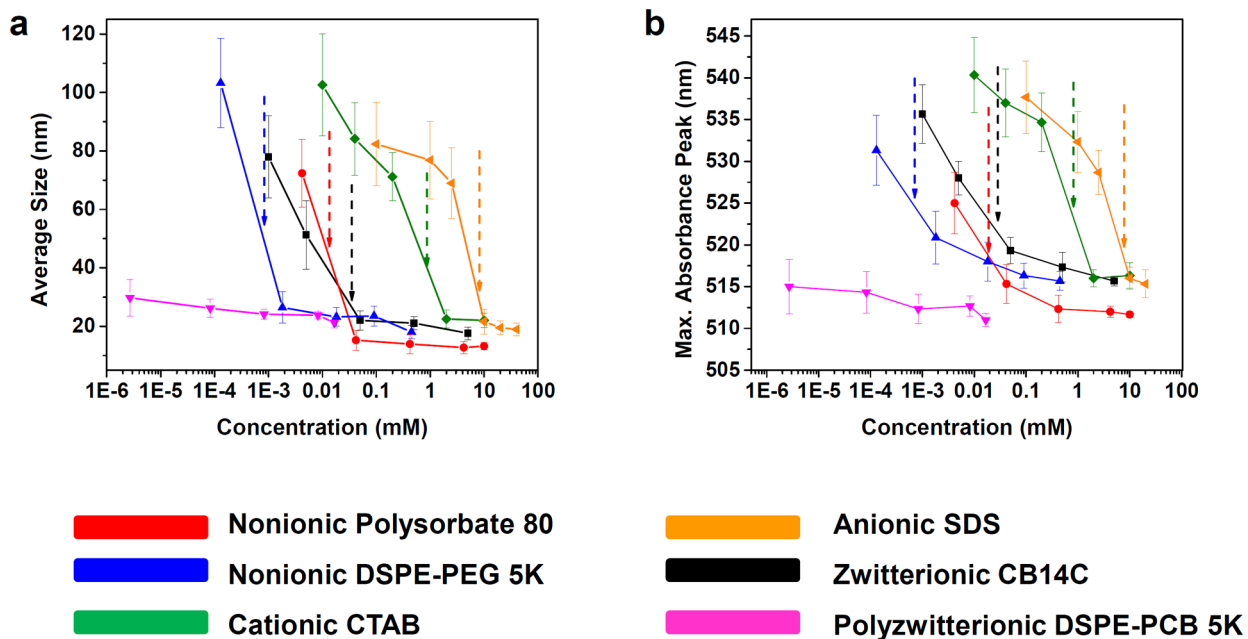 a
120
100
80
60
40
20
Average Size (nm)
1E-6 1E-5 1E-4 1E-3 0.01 0.1 1 10 100
Concentration (mM)
b
545
540
535
530
525
520
515
510
505
Max. Absorbance Peak (nm)
1E-6 1E-5 1E-4 1E-3 0.01 0.1 1 10 100
Concentration (mM)
Nonionic Polysorbate 80
Nonionic DSPE-PEG 5K
Cationic CTAB
Anionic SDS
Zwitterionic CB14C
Polyzwitterionic DSPE-PCB 5K